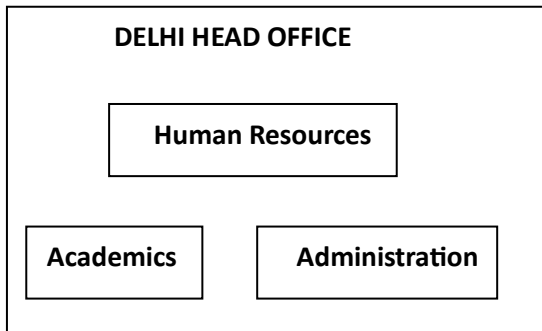 DELHI HEAD OFFICE
Human Resources
Academics
Administration